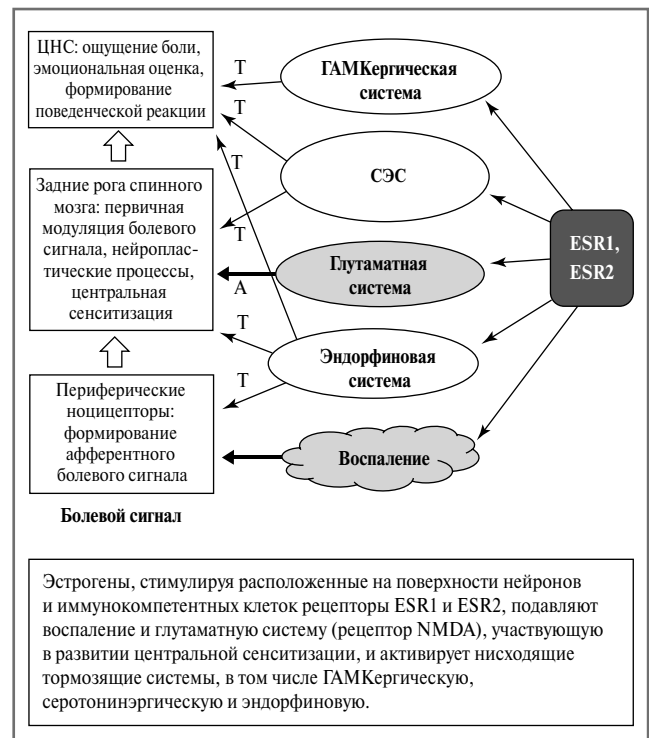 ЦНС: ощущение боли,
эмоциональная оценка,
формирование
поведенческой реакции
Т
ГАМКергическая
система
Т
Т
Задние рога спинного
мозга: первичная
модуляция болевого
сигнала, нейроплас-
тические процессы,
центральная
сенситизация
СЭС
Т
ESR1,
ESR2
Глутаматная
система
А
Т
Эндорфиновая
система
Т
Периферические
ноцицепторы:
формирование
афферентного
болевого сигнала
Воспаление
Болевой сигнал
Эстрогены, стимулируя расположенные на поверхности нейронов
и иммунокомпетентных клеток рецепторы ESR1 и ESR2, подавляют
воспаление и глутаматную систему (рецептор NMDA), участвующую
в развитии центральной сенситизации, и активирует нисходящие
тормозящие системы, в том числе ГАМКергическую,
серотонинэргическую и эндорфиновую.